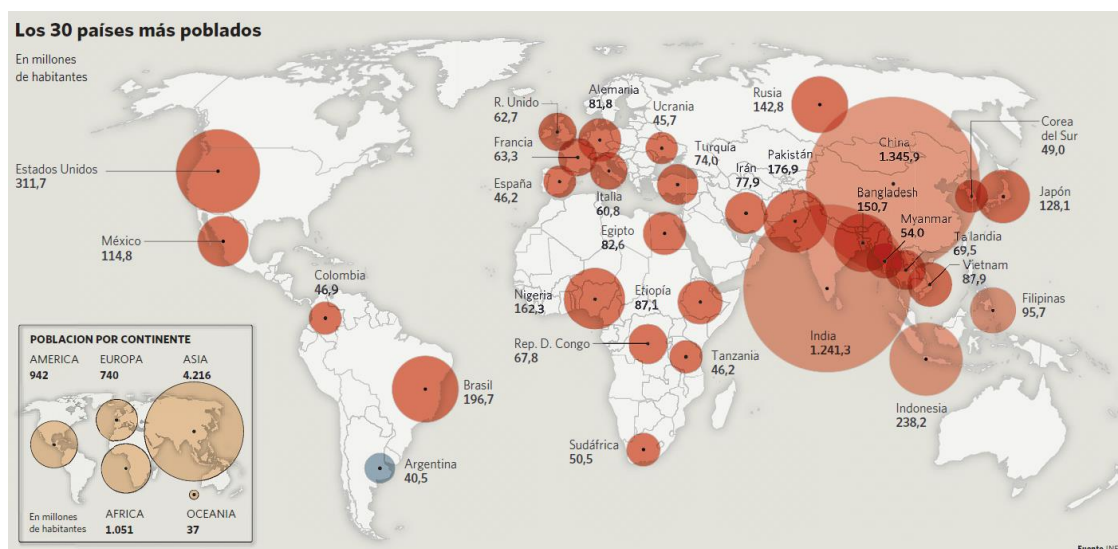 Los 30 países más poblados
En millones
de habitantes
Estados Unidos
311,7
México
114,8
Colombia
46,9
Brasil
196,7
Argentina
40,5
R. Unido
62,7
Francia
63,3
España
46,2
Alemania
81,8
Italia
60,8
Ucrania
45,7
Turquía
74,0
Egipto
82,6
Nigeria
162,3
Etiopía
87,1
Rep. D. Congo
67,8
Tanzania
46,2
Sudáfrica
50,5
Rusia
142,8
Irán
77,9
Pakistán
176,9
China
1.345,9
Bangladesh
150,7
Myanmar
54.0
India
1.241,3
Corea
del Sur
49,0
Japón
128,1
Tailandia
69,5
Vietnam
87,9
Filipinas
95,7
Indonesia
238,2
POBLACION POR CONTINENTE
AMERICA
942
EUROPA
740
ASIA
4.216
En millones
de habitantes
AFRICA
1.051
OCEANIA
37
Fuente